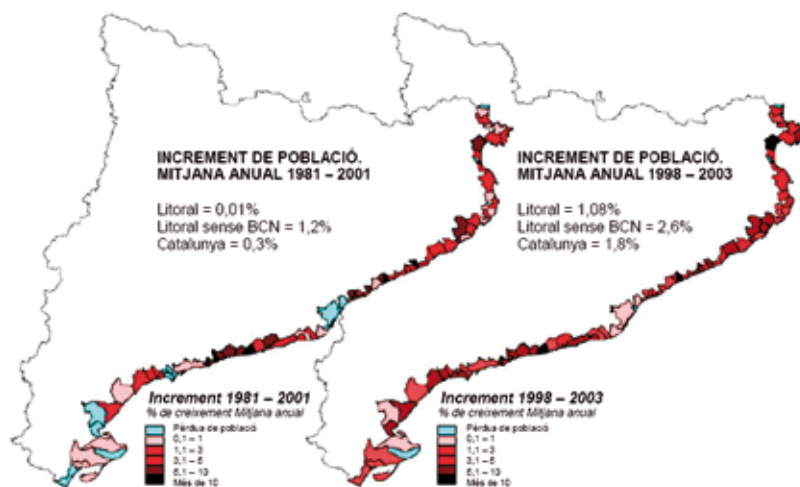 INCREMENT DE POBLACIÓ.
MITJANA ANUAL 1981 – 2001
Litoral = 0,01%
Litoral sense BCN = 1,2%
Catalunya = 0,3%
INCREMENT DE POBLACIÓ.
MITJANA ANUAL 1998 – 2003
Litoral = 1,08%
Litoral sense BCN = 2,6%
Catalunya = 1,8%
Increment 1981 – 2001
% de creixement Mitjana anual
Pèrdua de població
0,1 – 1
1,1 – 3
3,1 – 5
5,1 – 10
Més de 10
Increment 1998 – 2003
% de creixement Mitjana anual
Pèrdua de població
0,1 – 1
1,1 – 3
3,1 – 5
5,1 – 10
Més de 10